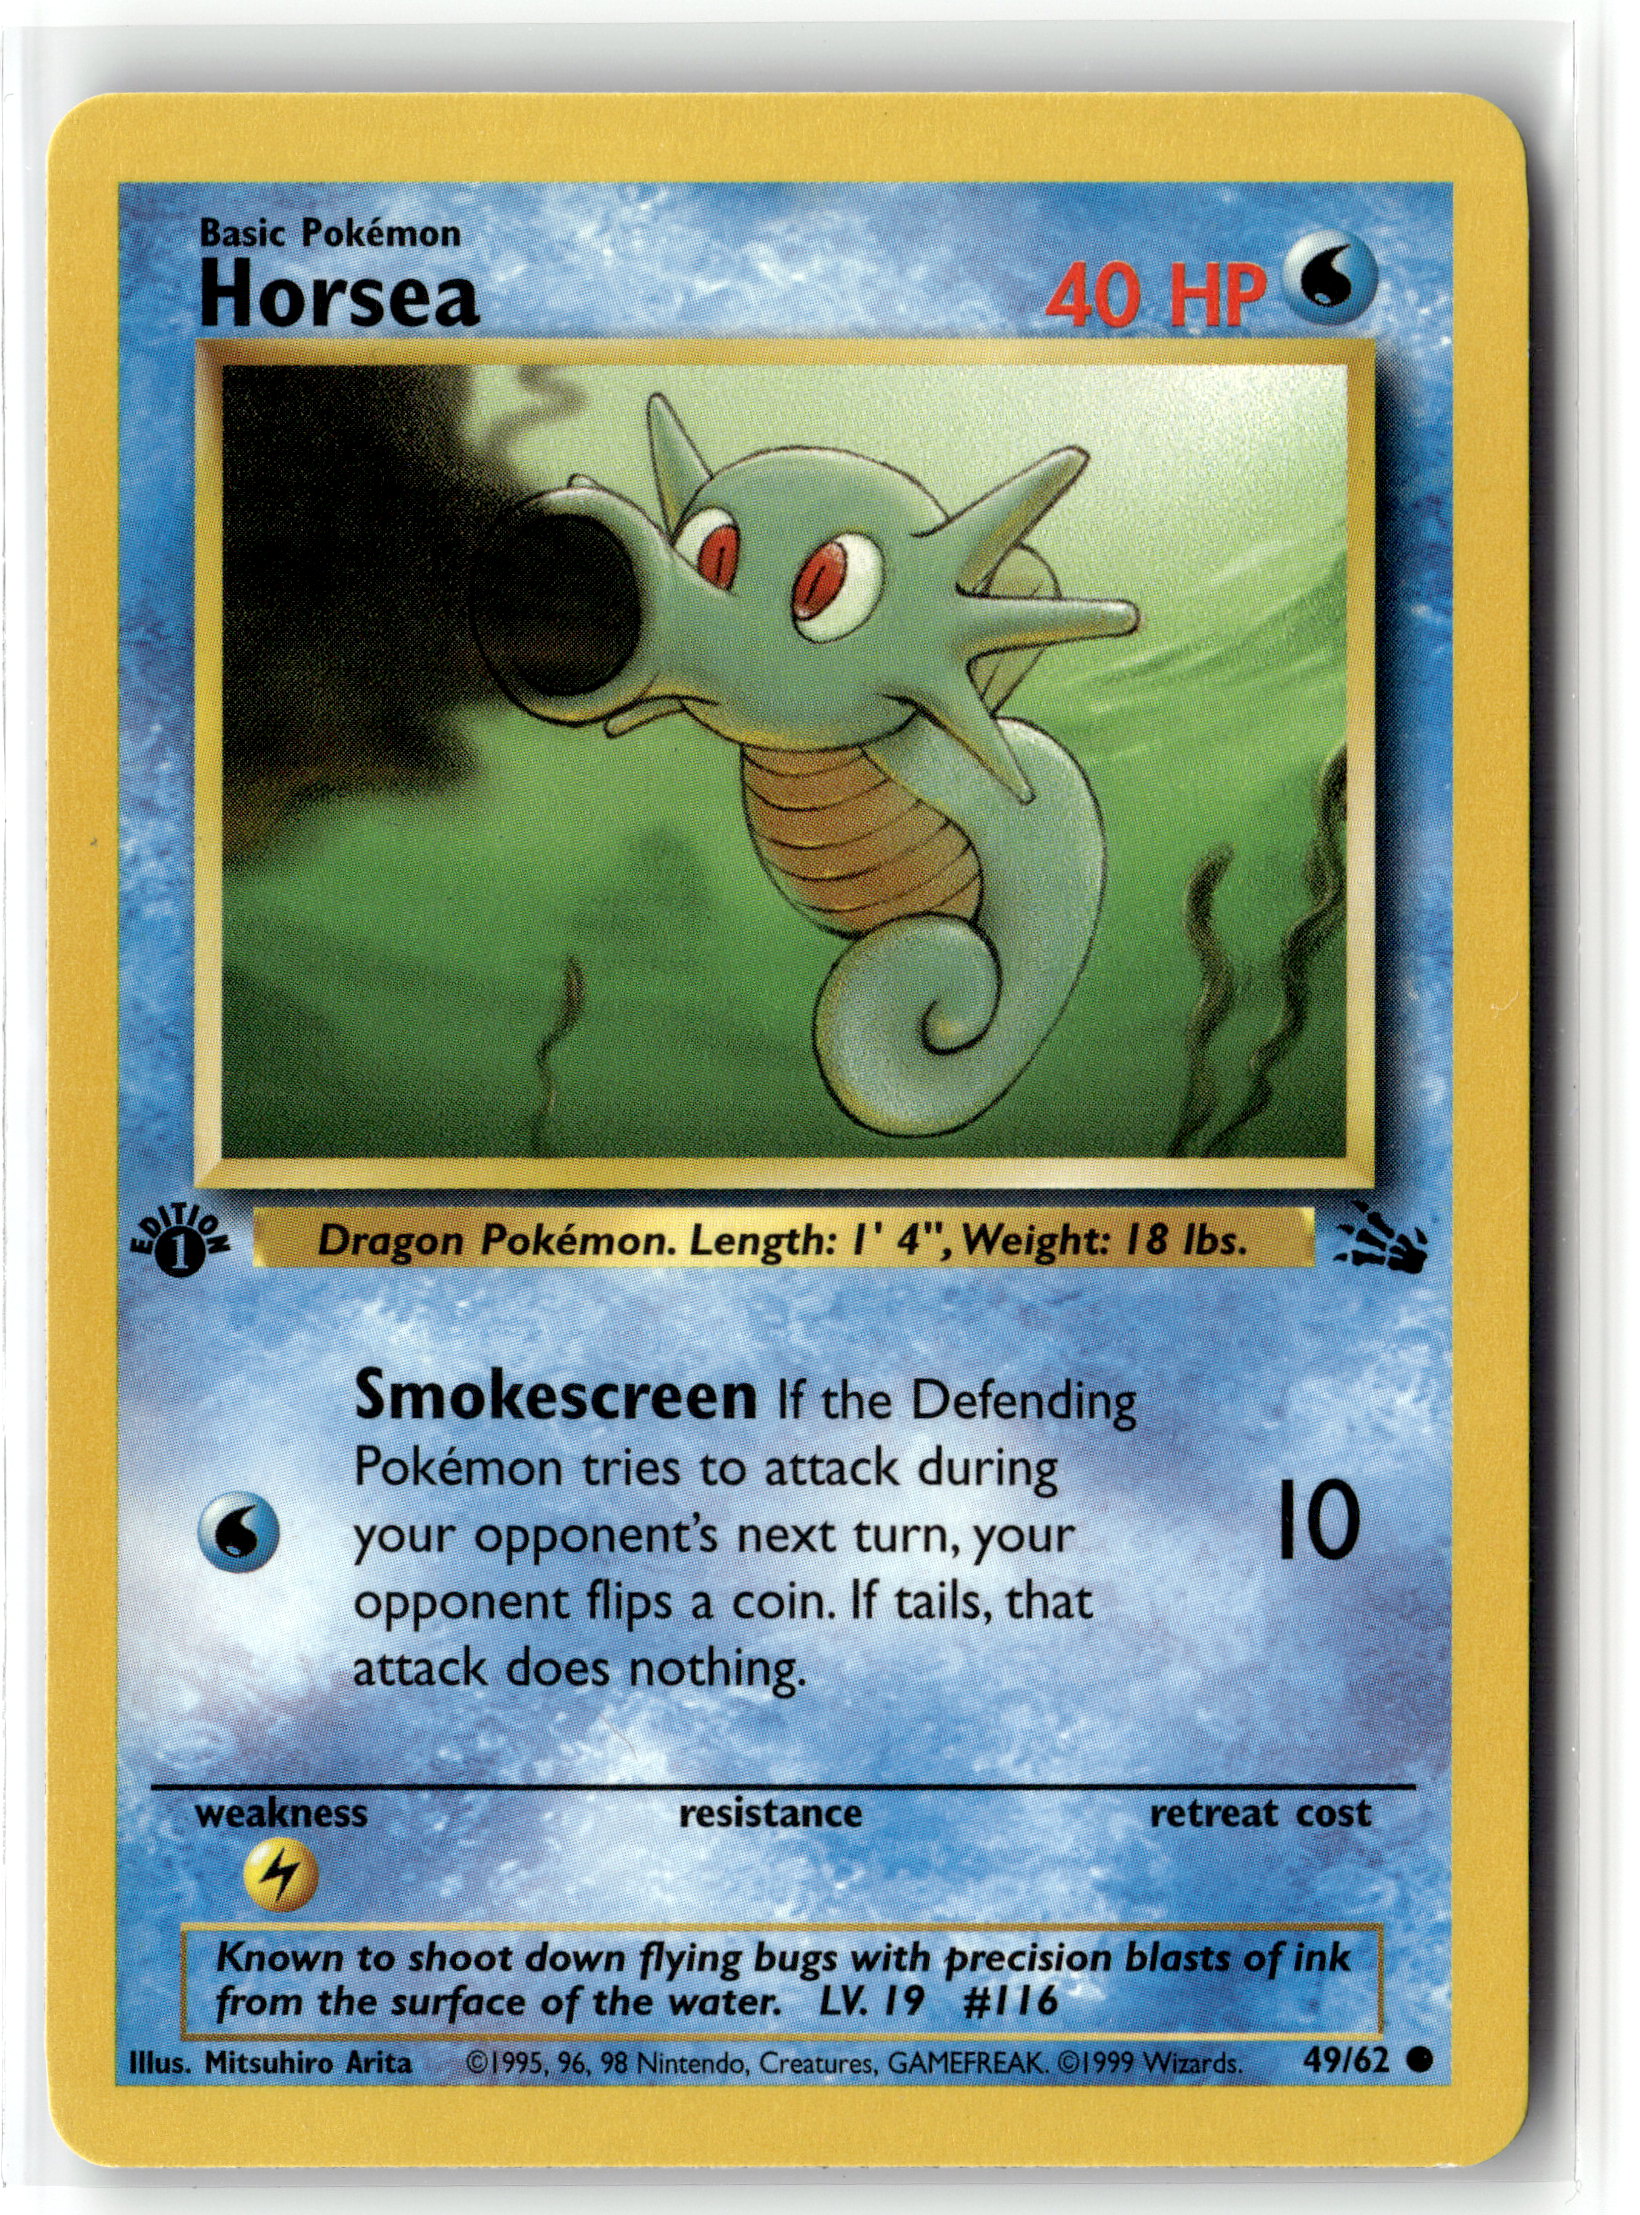 Basic Pokémon
Horsea
40 HP
EDITION
1
Dragon Pokémon. Length: 1' 4", Weight: 18 lbs.
Smokescreen If the Defending
Pokémon tries to attack during
your opponent's next turn, your
opponent flips a coin. If tails, that
attack does nothing.
10
weakness resistance retreat cost
Known to shoot down flying bugs with precision blasts of ink
from the surface of the water. LV. 19 #116
Illus. Mitsuhiro Arita ©1995, 96, 98 Nintendo, Creatures, GAMEFREAK. ©1999 Wizards. 49/62